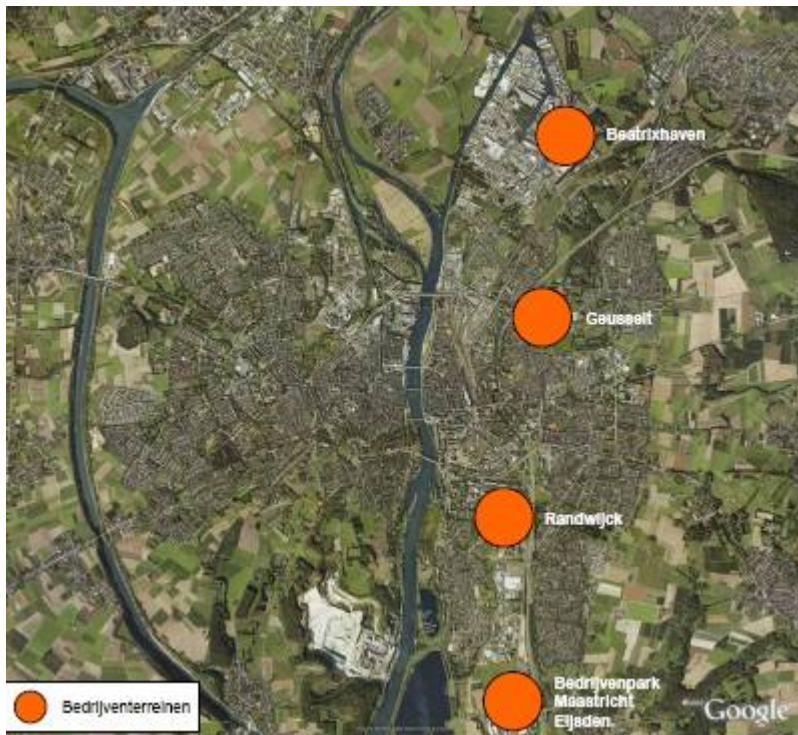 Beatrixhaven
Geusselt
Randwijck
Bedrijvenpark
Maastricht
Eijsden
Bedrijventerreinen
Google